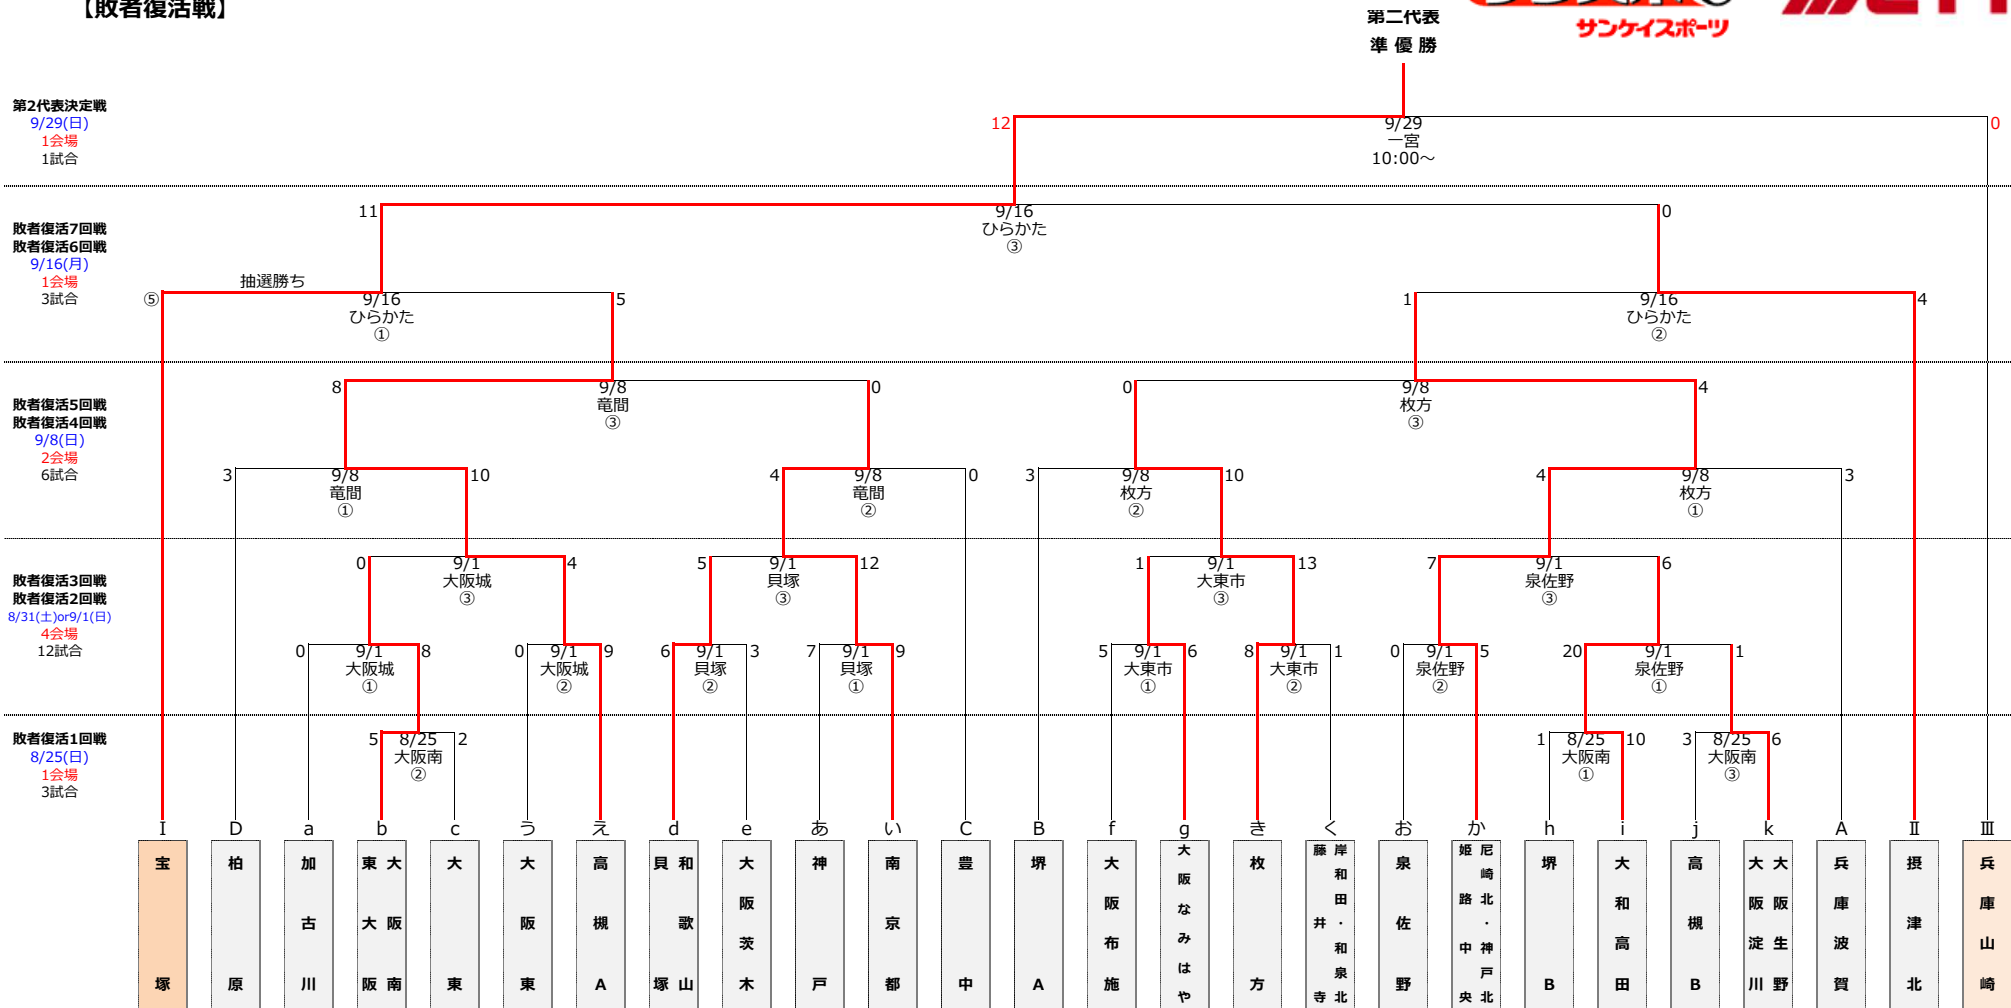 【敗者復活戦】
サンケイスポーツ
第二代表
準優勝
第2代表決定戦
9/29(日)
1会場
1試合
12
9/29
一宮
10:00～
0
敗者復活7回戦
敗者復活6回戦
9/16(月)
1会場
3試合
11
9/16
ひらかた
③
0
⑤
抽選勝ち
9/16
ひらかた
①
5
1
9/16
ひらかた
②
4
敗者復活5回戦
敗者復活4回戦
9/8(日)
2会場
6試合
8
9/8
竜間
③
0
0
9/8
枚方
③
4
3
9/8
竜間
①
10
4
9/8
竜間
②
0
3
9/8
枚方
②
10
4
9/8
枚方
①
3
敗者復活3回戦
敗者復活2回戦
8/31(土)or9/1(日)
4会場
12試合
0
9/1
大阪城
③
4
5
9/1
貝塚
③
12
1
9/1
大東市
③
13
7
9/1
泉佐野
③
6
0
9/1
大阪城
①
8
0
9/1
大阪城
②
9
6
9/1
貝塚
②
3
7
9/1
貝塚
①
9
5
9/1
大東市
①
6
8
9/1
大東市
②
1
0
9/1
泉佐野
②
5
20
9/1
泉佐野
①
1
敗者復活1回戦
8/25(日)
1会場
3試合
5
8/25
大阪南
②
2
1
8/25
大阪南
①
10
3
8/25
大阪南
③
6
I
D
a
b
c
う
え
d
e
あ
い
C
B
f
g
き
く
お
か
h
i
j
k
A
Ⅱ
Ⅲ
宝塚
柏原
加古川
大阪南
東大阪
大東
大阪東
高槻A
和歌山
貝塚
大阪茨木
神戸
南京都
豊中
堺A
大阪布施
大阪なみはや
枚方
岸和田・和泉北
藤井寺
泉佐野
尼崎北・神戸北
姫路中央
堺B
大和高田
高槻B
大阪生野
大阪淀川
兵庫波賀
摂津北
兵庫山崎